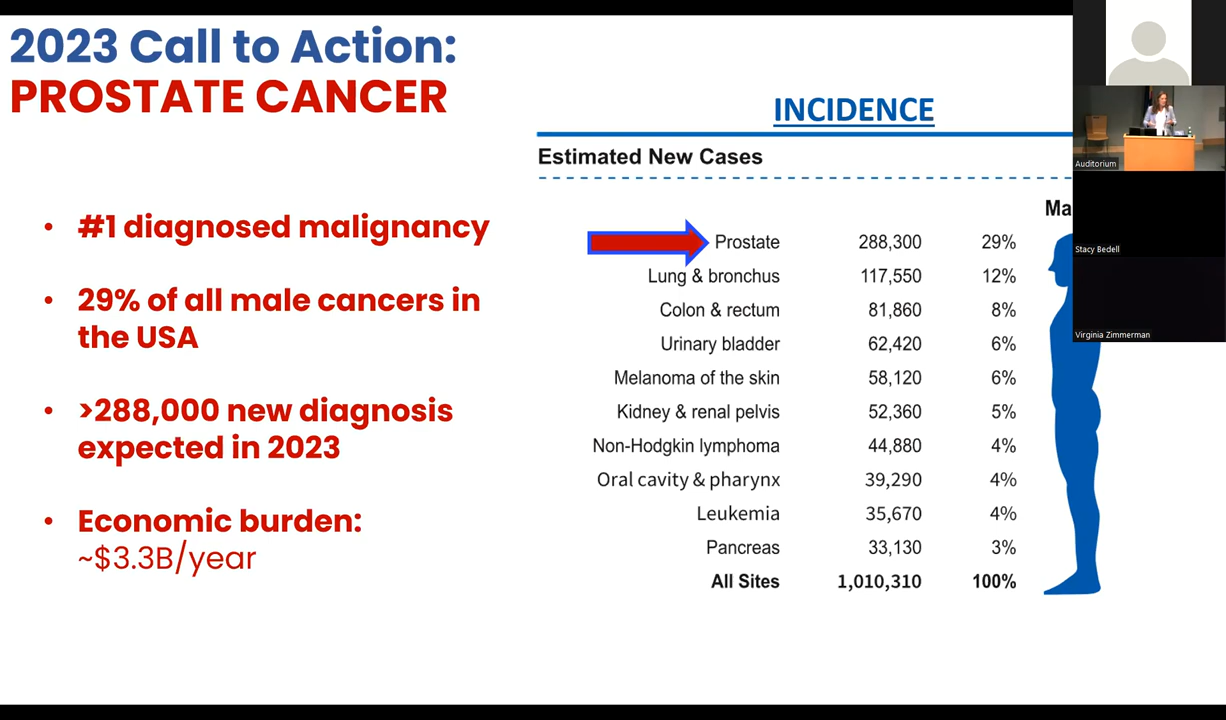 2023 Call to Action:
PROSTATE CANCER
• #1 diagnosed malignancy
• 29% of all male cancers in
the USA
• >288,000 new diagnosis
expected in 2023
• Economic burden:
~$3.3B/year
INCIDENCE
Estimated New Cases
Ma
Prostate 288,300 29%
Lung & bronchus 117,550 12%
Colon & rectum 81,860 8%
Urinary bladder 62,420 6%
Melanoma of the skin 58,120 6%
Kidney & renal pelvis 52,360 5%
Non-Hodgkin lymphoma 44,880 4%
Oral cavity & pharynx 39,290 4%
Leukemia 35,670 4%
Pancreas 33,130 3%
All Sites 1,010,310 100%
Auditorium
Stacy Bedell
Virginia Zimmerman